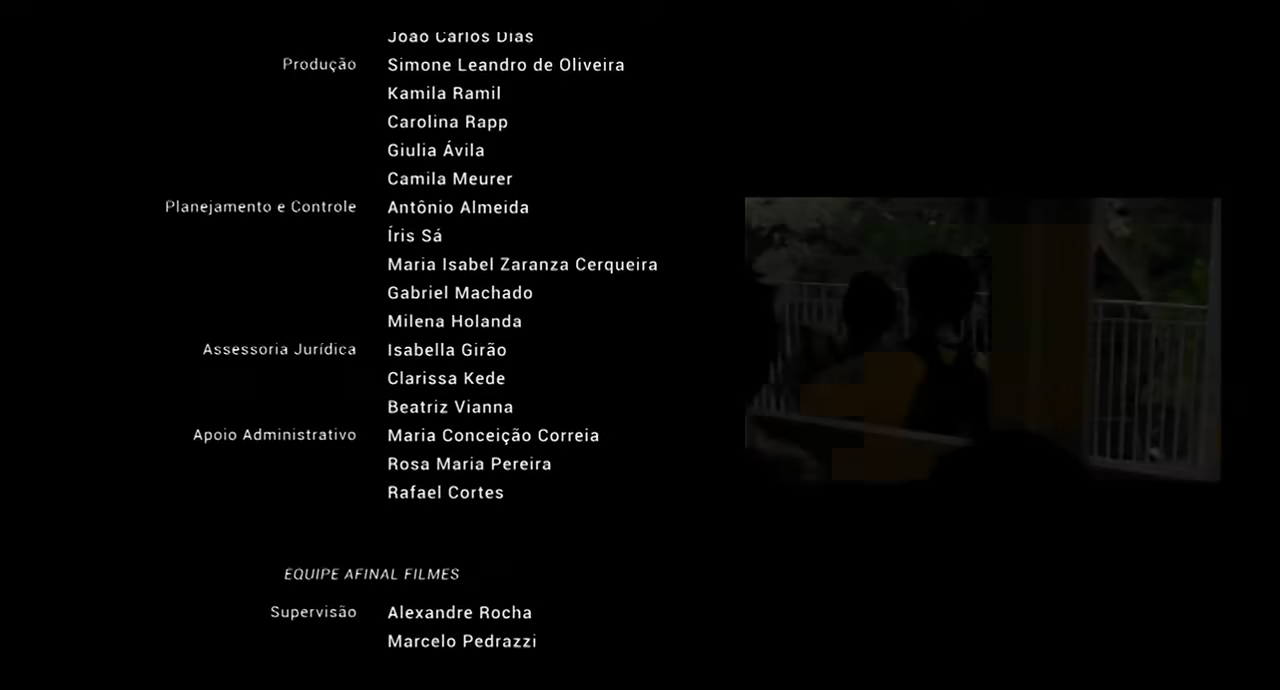 João Carlos Dias
Produção Simone Leandro de Oliveira
Kamila Ramil
Carolina Rapp
Giulia Ávila
Camila Meurer
Planejamento e Controle Antônio Almeida
Íris Sá
Maria Isabel Zaranza Cerqueira
Gabriel Machado
Milena Holanda
Assessoria Jurídica Isabella Girão
Clarissa Kede
Beatriz Vianna
Apoio Administrativo Maria Conceição Correia
Rosa Maria Pereira
Rafael Cortes
EQUIPE AFINAL FILMES
Supervisão Alexandre Rocha
Marcelo Pedrazzi